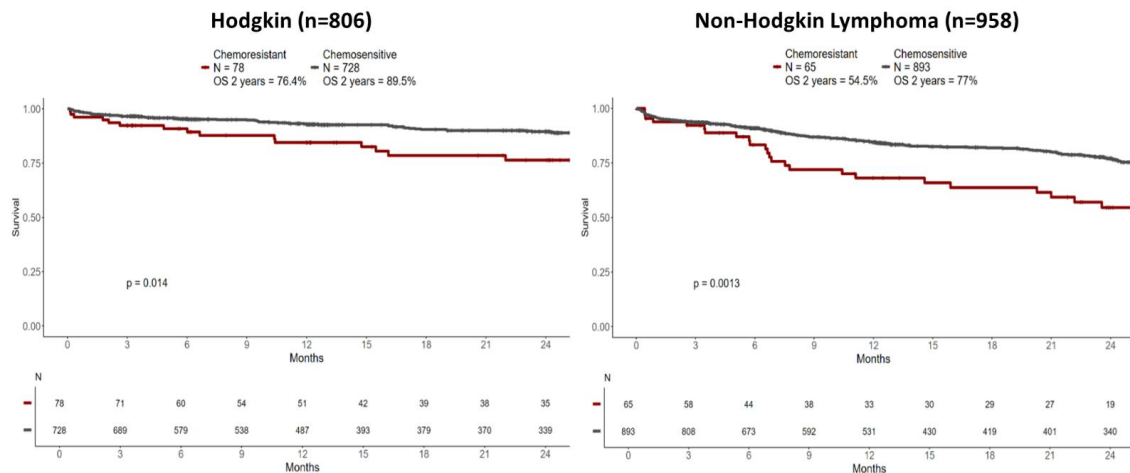 Hodgkin (n=806)
Chemoresistant Chemosensitive
N = 78 N = 728
OS 2 years = 76.4% OS 2 years = 89.5%
1.00
0.75
0.50
0.25
0.00
Survival
p = 0.014
0 3 6 9 12 15 18 21 24
Months
N
78 71 60 54 51 42 39 38 35
728 689 579 538 487 393 379 370 339
0 3 6 9 12 15 18 21 24
Months
Non-Hodgkin Lymphoma (n=958)
Chemoresistant Chemosensitive
N = 65 N = 893
OS 2 years = 54.5% OS 2 years = 77%
1.00
0.75
0.50
0.25
0.00
Survival
p = 0.0013
0 3 6 9 12 15 18 21 24
Months
N
65 58 44 38 33 30 29 27 19
893 808 673 592 531 430 419 401 340
0 3 6 9 12 15 18 21 24
Months